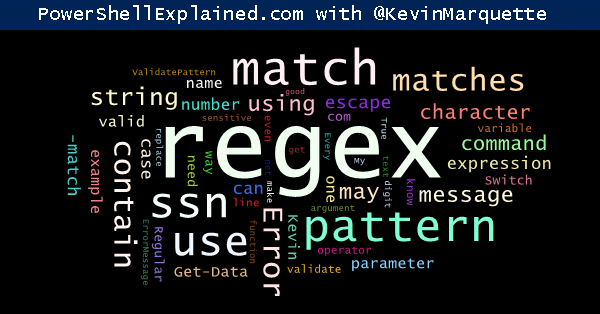 PowerShellExplained.com with @KevinMarquette
ValidatePattern
match
matches
name
good
string
number
using
escape
character
sensitive
com
valid
even
True
variable
-match
replace
regex
command
Every
case
way
get
text
expression
example
contain
need
not
My
digit
Switch
can
make
one
may
know
message
ssn
line
Error
argument
pattern
Regular
use
Kevin
ErrorMessage
function
operator
Get-Data
validate
parameter